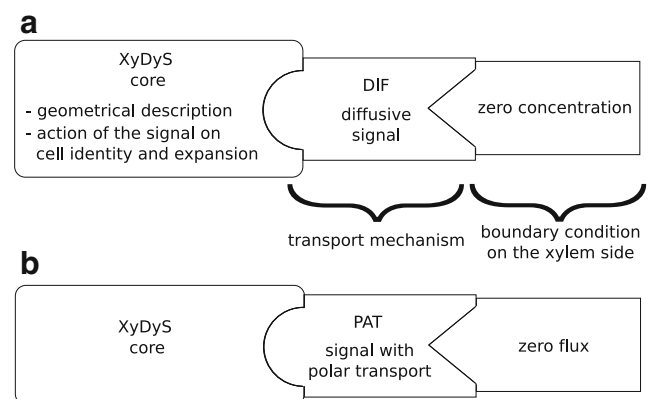 a
XyDyS
core
- geometrical description
- action of the signal on
cell identity and expansion
DIF
diffusive
signal
zero concentration
transport mechanism
boundary condition
on the xylem side
b
XyDyS
core
PAT
signal with
polar transport
zero flux